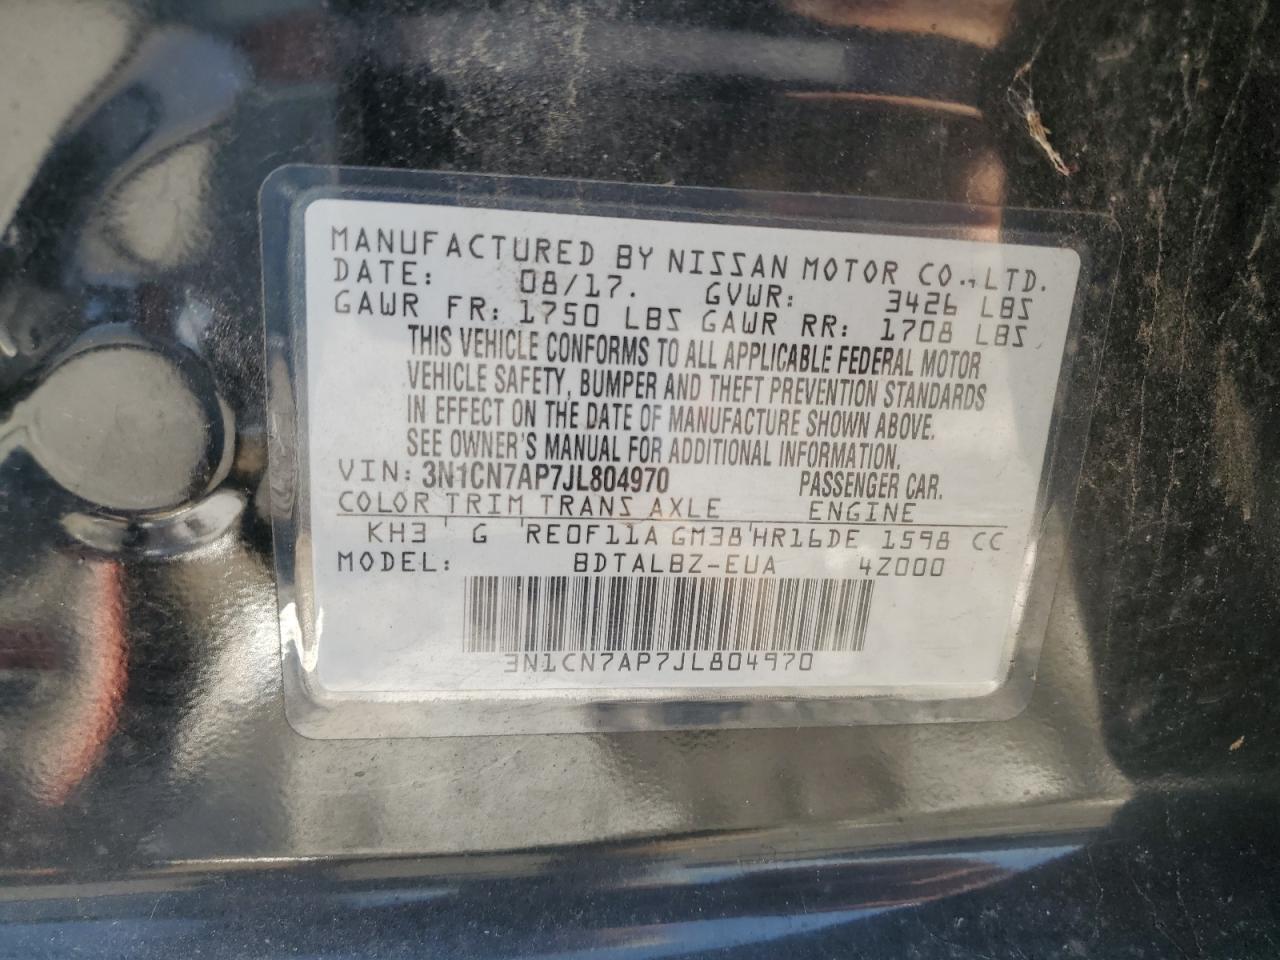 MANUFACTURED BY NISSAN MOTOR CO., LTD.
DATE: 08/17. GVWR: 3426 LBS
GAWR FR: 1750 LBS GAWR RR: 1708 LBS
THIS VEHICLE CONFORMS TO ALL APPLICABLE FEDERAL MOTOR
VEHICLE SAFETY, BUMPER AND THEFT PREVENTION STANDARDS
IN EFFECT ON THE DATE OF MANUFACTURE SHOWN ABOVE.
SEE OWNER'S MANUAL FOR ADDITIONAL INFORMATION.
VIN: 3N1CN7AP7JL804970 PASSENGER CAR.
COLOR TRIM TRANS AXLE ENGINE
KH3 G RE0F11A GM38 HR16DE 1598 CC
MODEL: BDTALBZ-EUA 4Z000
3N1CN7AP7JL804970